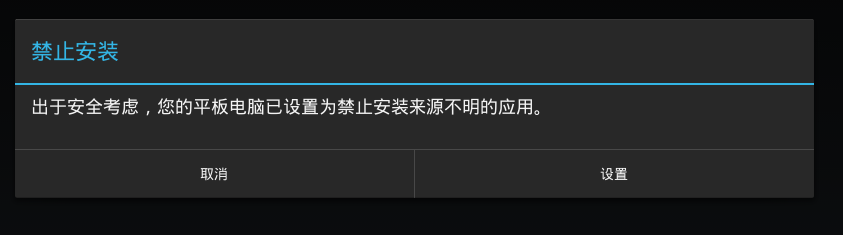 禁止安装
出于安全考虑，您的平板电脑已设置为禁止安装来源不明的应用。
取消
设置